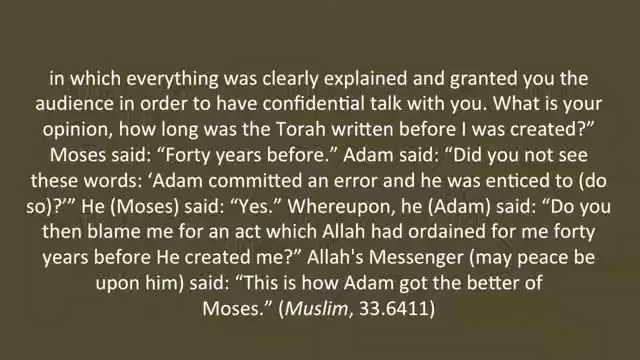 in which everything was clearly explained and granted you the
audience in order to have confidential talk with you. What is your
opinion, how long was the Torah written before I was created?”
Moses said: “Forty years before.” Adam said: “Did you not see
these words: ‘Adam committed an error and he was enticed to (do
so)?’” He (Moses) said: “Yes.” Whereupon, he (Adam) said: “Do you
then blame me for an act which Allah had ordained for me forty
years before He created me?” Allah's Messenger (may peace be
upon him) said: “This is how Adam got the better of
Moses.” (Muslim, 33.6411)